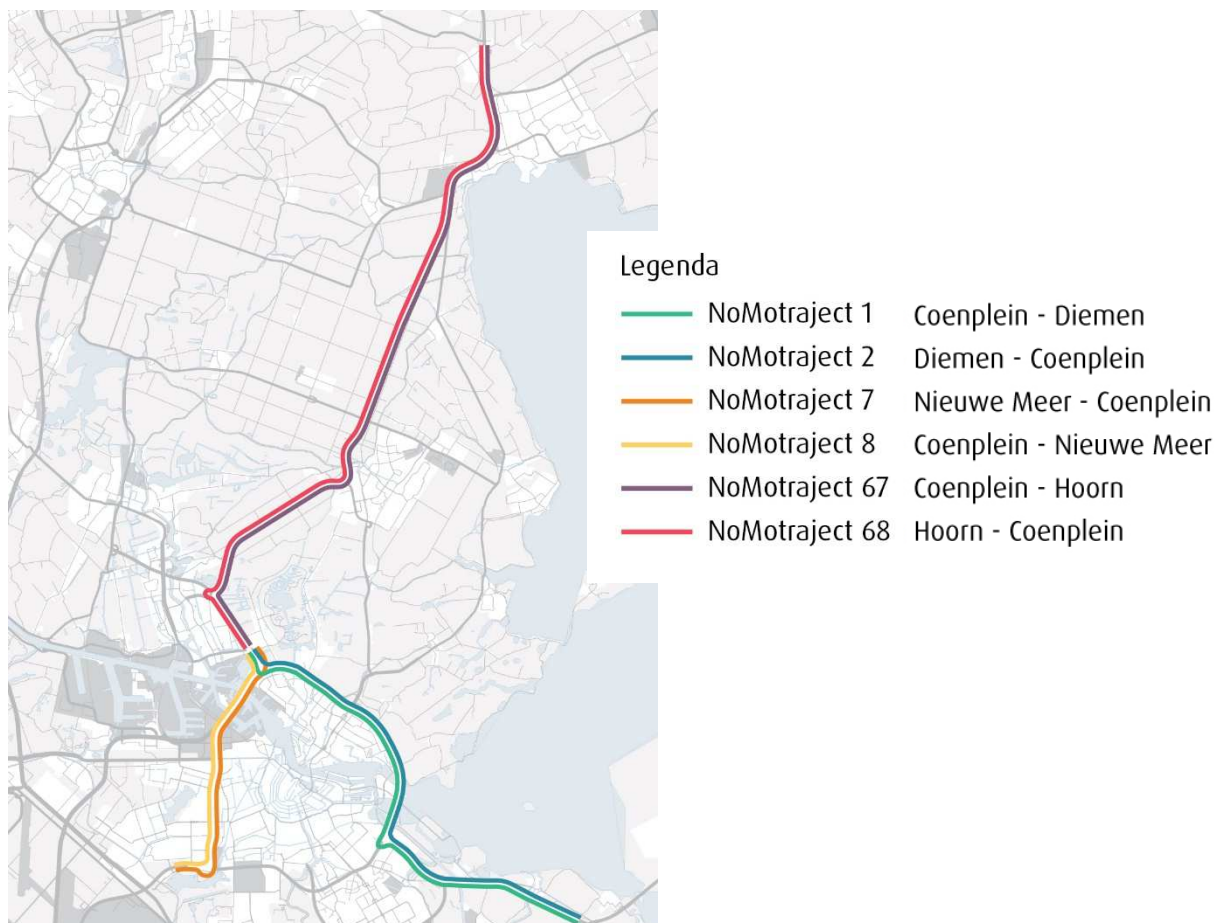 Legenda
NoMotraject 1 Coenplein - Diemen
NoMotraject 2 Diemen - Coenplein
NoMotraject 7 Nieuwe Meer - Coenplein
NoMotraject 8 Coenplein - Nieuwe Meer
NoMotraject 67 Coenplein - Hoorn
NoMotraject 68 Hoorn - Coenplein